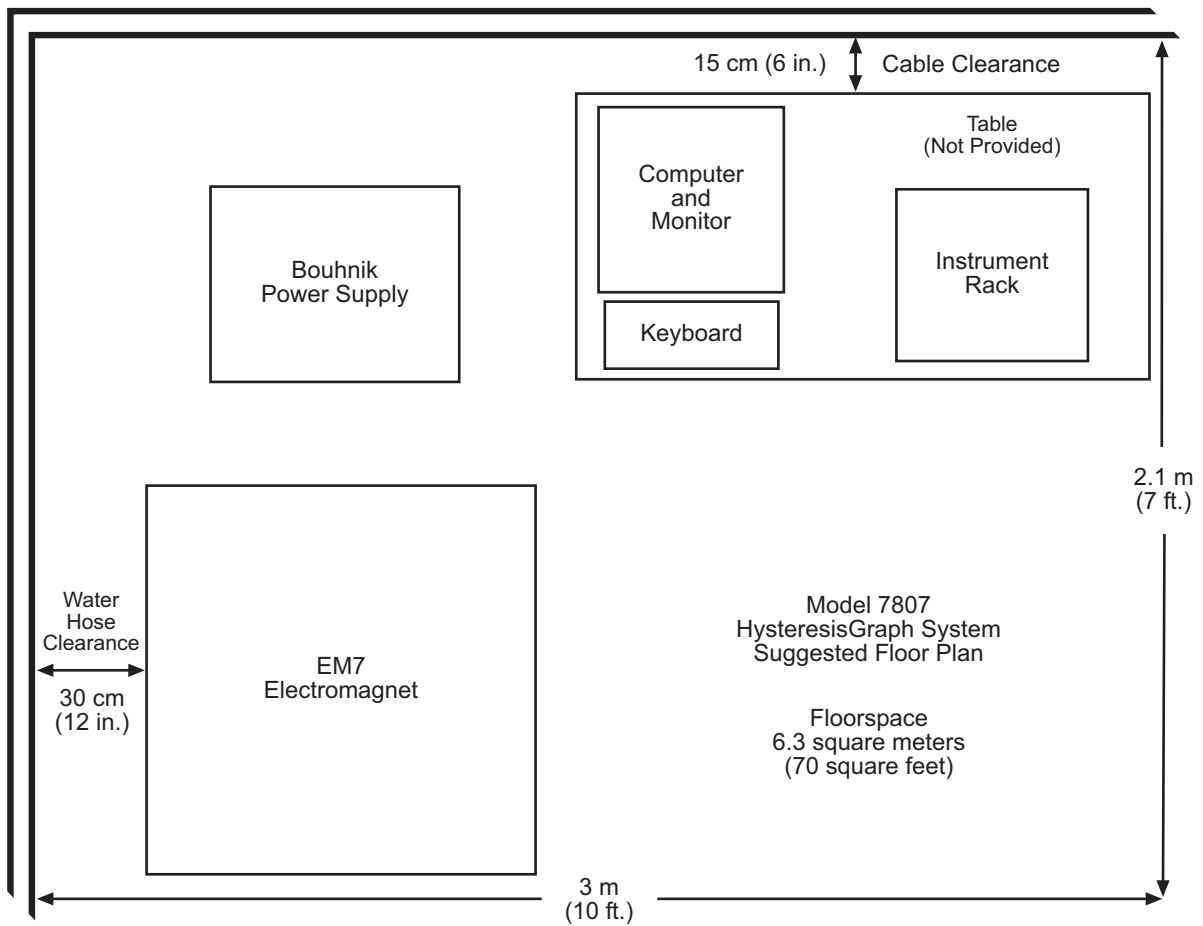 15 cm (6 in.)
Cable Clearance
Table
(Not Provided)
Computer
and
Monitor
Instrument
Rack
Keyboard
Bouhnik
Power Supply
2.1 m
(7 ft.)
Water
Hose
Clearance
30 cm
(12 in.)
EM7
Electromagnet
Model 7807
HysteresisGraph System
Suggested Floor Plan
Floorspace
6.3 square meters
(70 square feet)
3 m
(10 ft.)